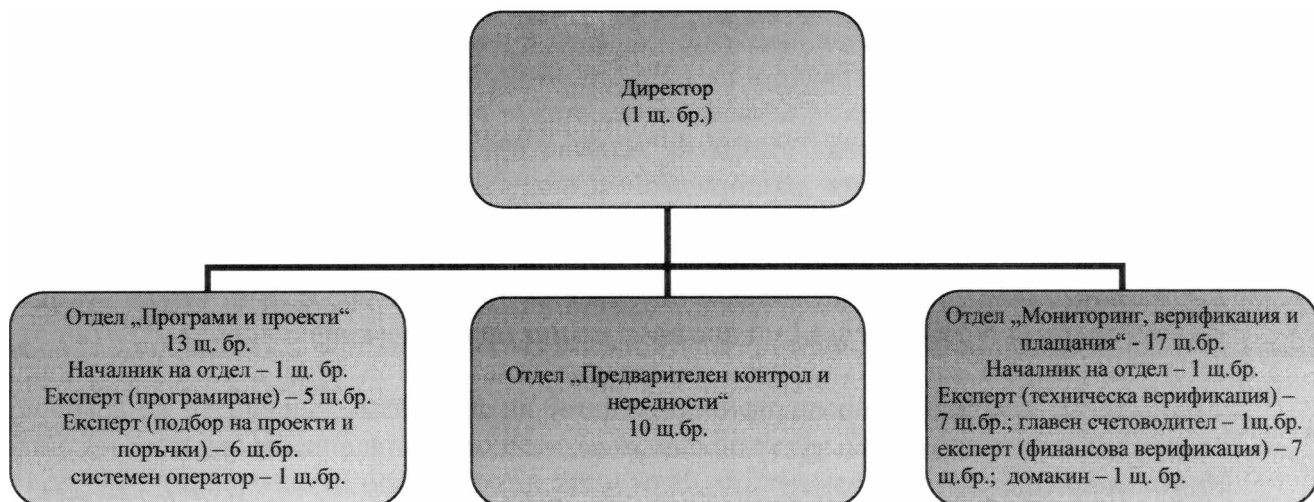 Директор
(1 щ. бр.)
Отдел „Програми и проекти“
13 щ. бр.
Началник на отдел – 1 щ. бр.
Експерт (програмиране) – 5 щ.бр.
Експерт (подбор на проекти и
поръчки) – 6 щ.бр.
системен оператор – 1 щ.бр.
Отдел „Предварителен контрол и
нередности“
10 щ.бр.
Отдел „Мониторинг, верификация и
плащания“ - 17 щ.бр.
Началник на отдел – 1 щ.бр.
Експерт (техническа верификация) –
7 щ.бр.; главен счетоводител – 1щ.бр.
експерт (финансова верификация) – 7
щ.бр.; домакин – 1 щ. бр.